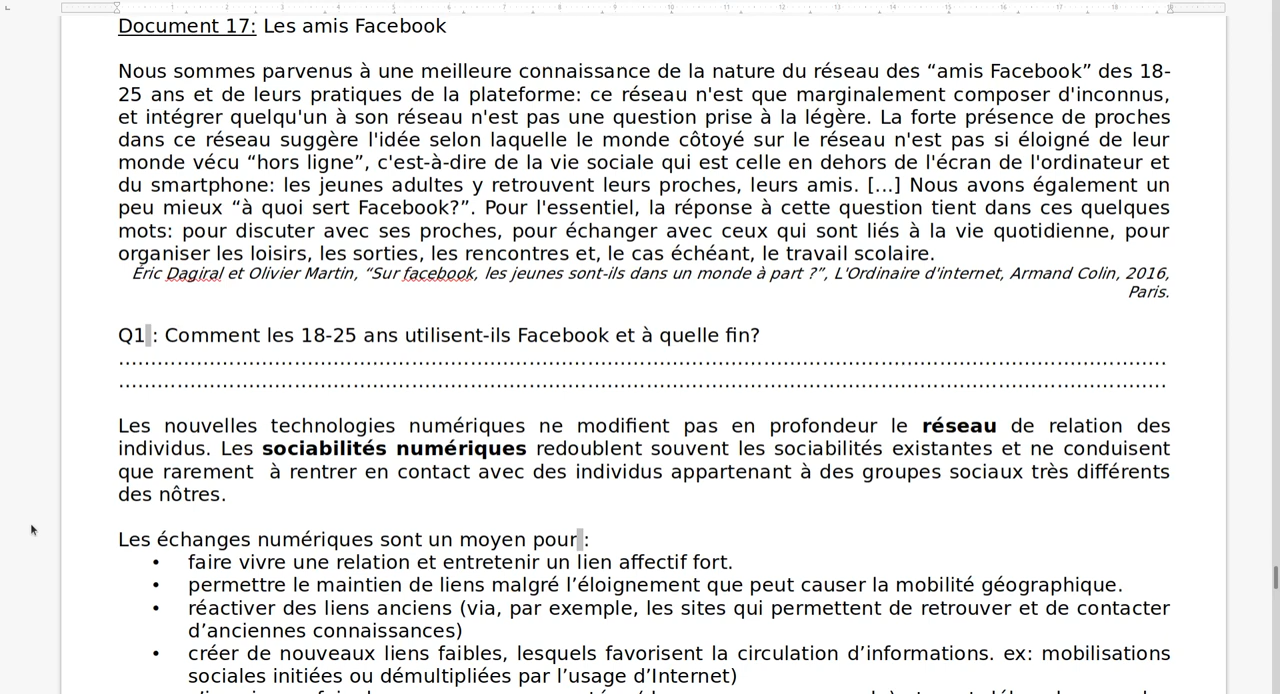 Document 17: Les amis Facebook
Nous sommes parvenus à une meilleure connaissance de la nature du réseau des “amis Facebook” des 18-
25 ans et de leurs pratiques de la plateforme: ce réseau n'est que marginalement composer d'inconnus,
et intégrer quelqu'un à son réseau n'est pas une question prise à la légère. La forte présence de proches
dans ce réseau suggère l'idée selon laquelle le monde côtoyé sur le réseau n'est pas si éloigné de leur
monde vécu “hors ligne”, c'est-à-dire de la vie sociale qui est celle en dehors de l'écran de l'ordinateur et
du smartphone: les jeunes adultes y retrouvent leurs proches, leurs amis. [...] Nous avons également un
peu mieux “à quoi sert Facebook?”. Pour l'essentiel, la réponse à cette question tient dans ces quelques
mots: pour discuter avec ses proches, pour échanger avec ceux qui sont liés à la vie quotidienne, pour
organiser les loisirs, les sorties, les rencontres et, le cas échéant, le travail scolaire.
Éric Dagiral et Olivier Martin, “Sur facebook, les jeunes sont-ils dans un monde à part ?”, L'Ordinaire d'internet, Armand Colin, 2016,
Paris.
Q1 : Comment les 18-25 ans utilisent-ils Facebook et à quelle fin?
Les nouvelles technologies numériques ne modifient pas en profondeur le réseau de relation des
individus. Les sociabilités numériques redoublent souvent les sociabilités existantes et ne conduisent
que rarement  à rentrer en contact avec des individus appartenant à des groupes sociaux très différents
des nôtres.
Les échanges numériques sont un moyen pour :
• faire vivre une relation et entretenir un lien affectif fort.
• permettre le maintien de liens malgré l’éloignement que peut causer la mobilité géographique.
• réactiver des liens anciens (via, par exemple, les sites qui permettent de retrouver et de contacter
d’anciennes connaissances)
• créer de nouveaux liens faibles, lesquels favorisent la circulation d’informations. ex: mobilisations
sociales initiées ou démultipliées par l’usage d’Internet)